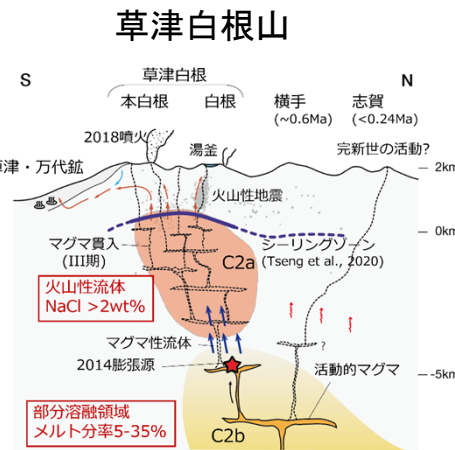 草津白根山
S
N
草津白根
本白根
白根
横手
(~0.6Ma)
志賀
(<0.24Ma)
2018噴火
湯釜
完新世の活動?
津・万代鉱
火山性地震
2km
0km
マグマ貫入
(III期)
C2a
シーリングゾーン
(Tseng et al., 2020)
火山性流体
NaCl >2wt%
マグマ性流体
?
2014膨張源
活動的マグマ
-5km
部分溶融領域
メルト分率5-35%
C2b